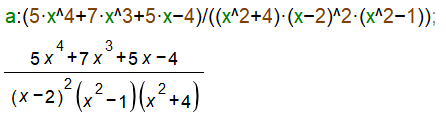 a:(5·x^4+7·x^3+5·x−4)/((x^2+4)·(x−2)^2·(x^2−1));
5 x^4+7 x^3+5 x−4
(x−2)^2 (x^2−1)(x^2+4)